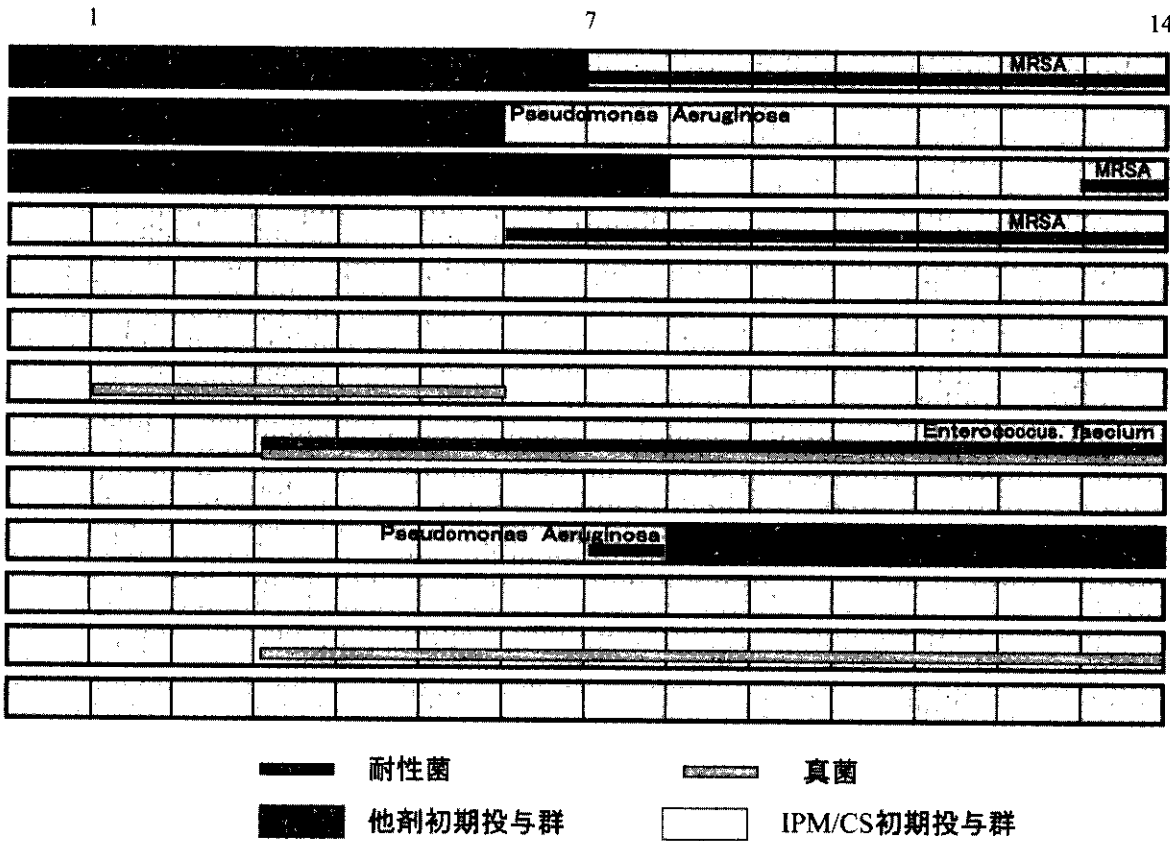 1 7 14
MRSA
Pseudomonas Aeruginosa
MRSA
MRSA
Enterococcus. faecium
Pseudomonas Aeruginosa
耐性菌 真菌
他剤初期投与群 IPM/CS初期投与群